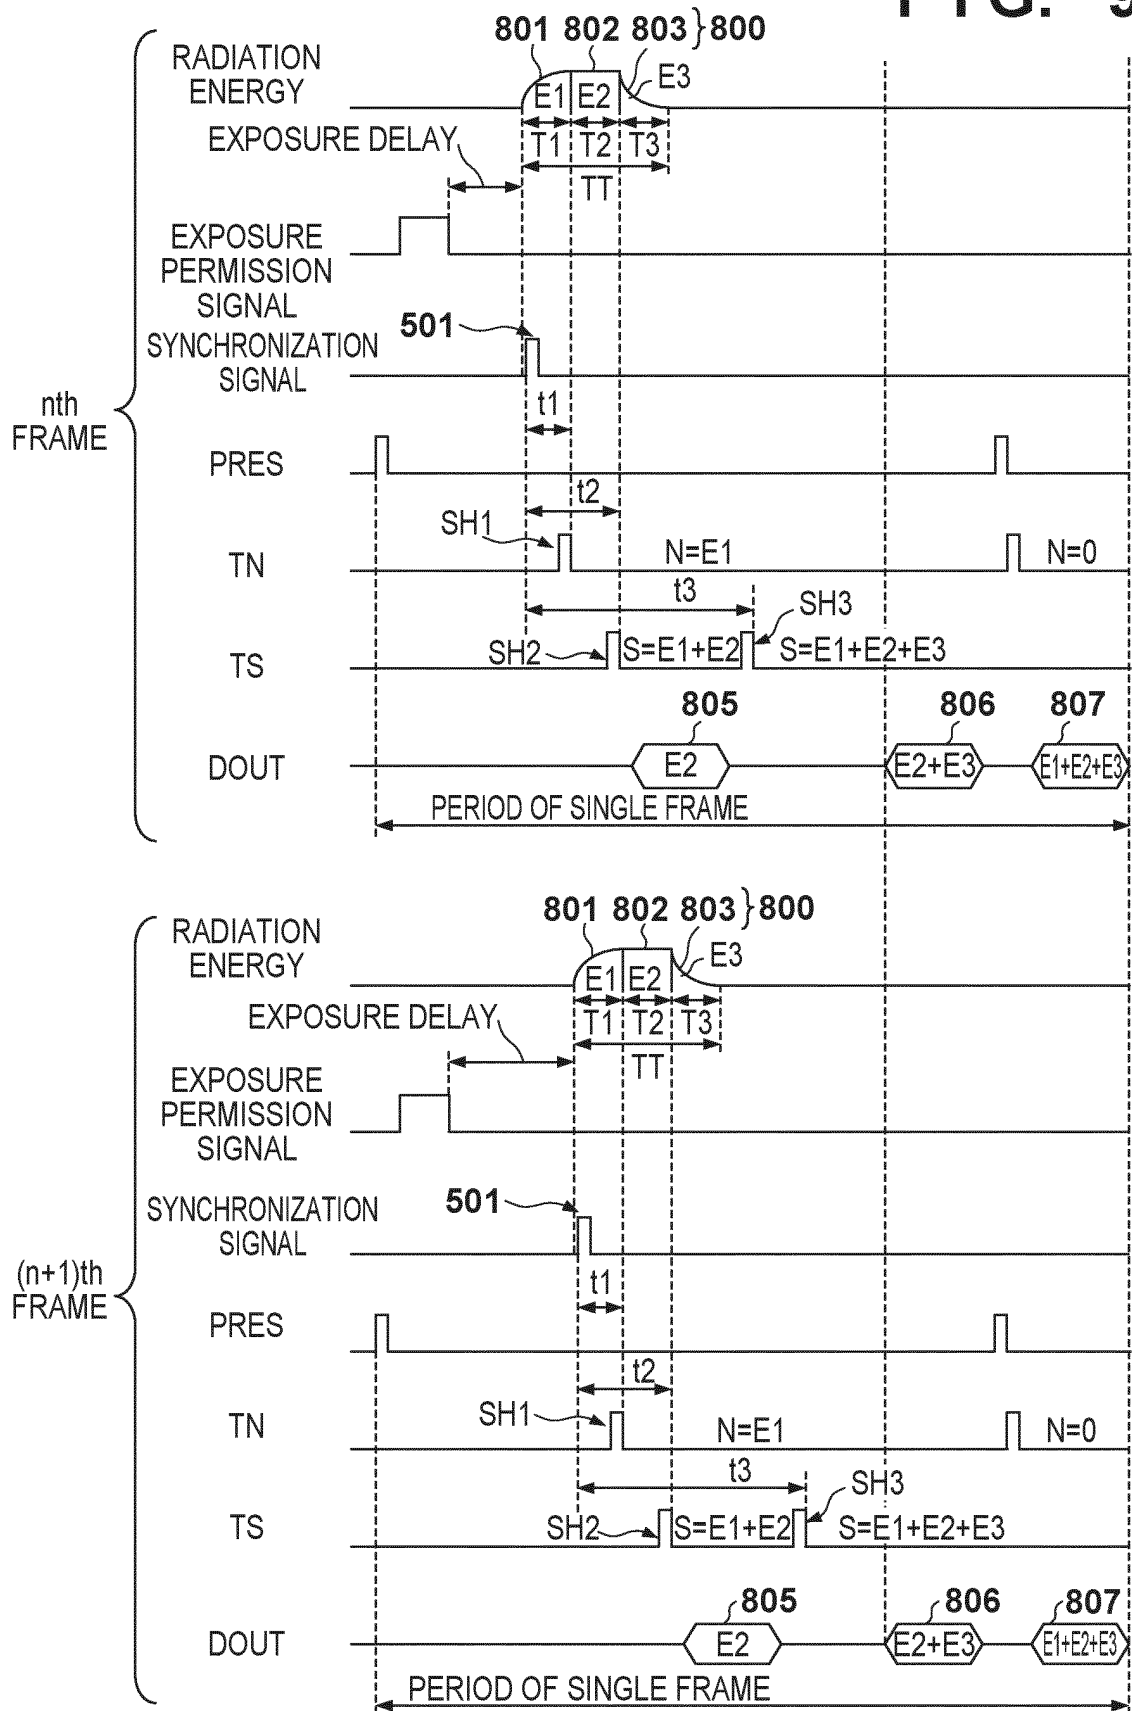 FIG. 9
801 802 803 } 800
RADIATION
ENERGY
E1 E2 E3
T1 T2 T3
EXPOSURE DELAY
TT
EXPOSURE
PERMISSION
SIGNAL
501
SYNCHRONIZATION
SIGNAL
t1
nth
FRAME
PRES
t2
SH1
TN
N=E1
N=0
t3
SH3
TS
SH2
S=E1+E2
S=E1+E2+E3
805 806 807
DOUT
E2
E2+E3
E1+E2+E3
PERIOD OF SINGLE FRAME
801 802 803 } 800
RADIATION
ENERGY
E1 E2 E3
T1 T2 T3
EXPOSURE DELAY
TT
EXPOSURE
PERMISSION
SIGNAL
501
SYNCHRONIZATION
SIGNAL
t1
(n+1)th
FRAME
PRES
t2
SH1
TN
N=E1
N=0
t3
SH3
TS
SH2
S=E1+E2
S=E1+E2+E3
805 806 807
DOUT
E2
E2+E3
E1+E2+E3
PERIOD OF SINGLE FRAME